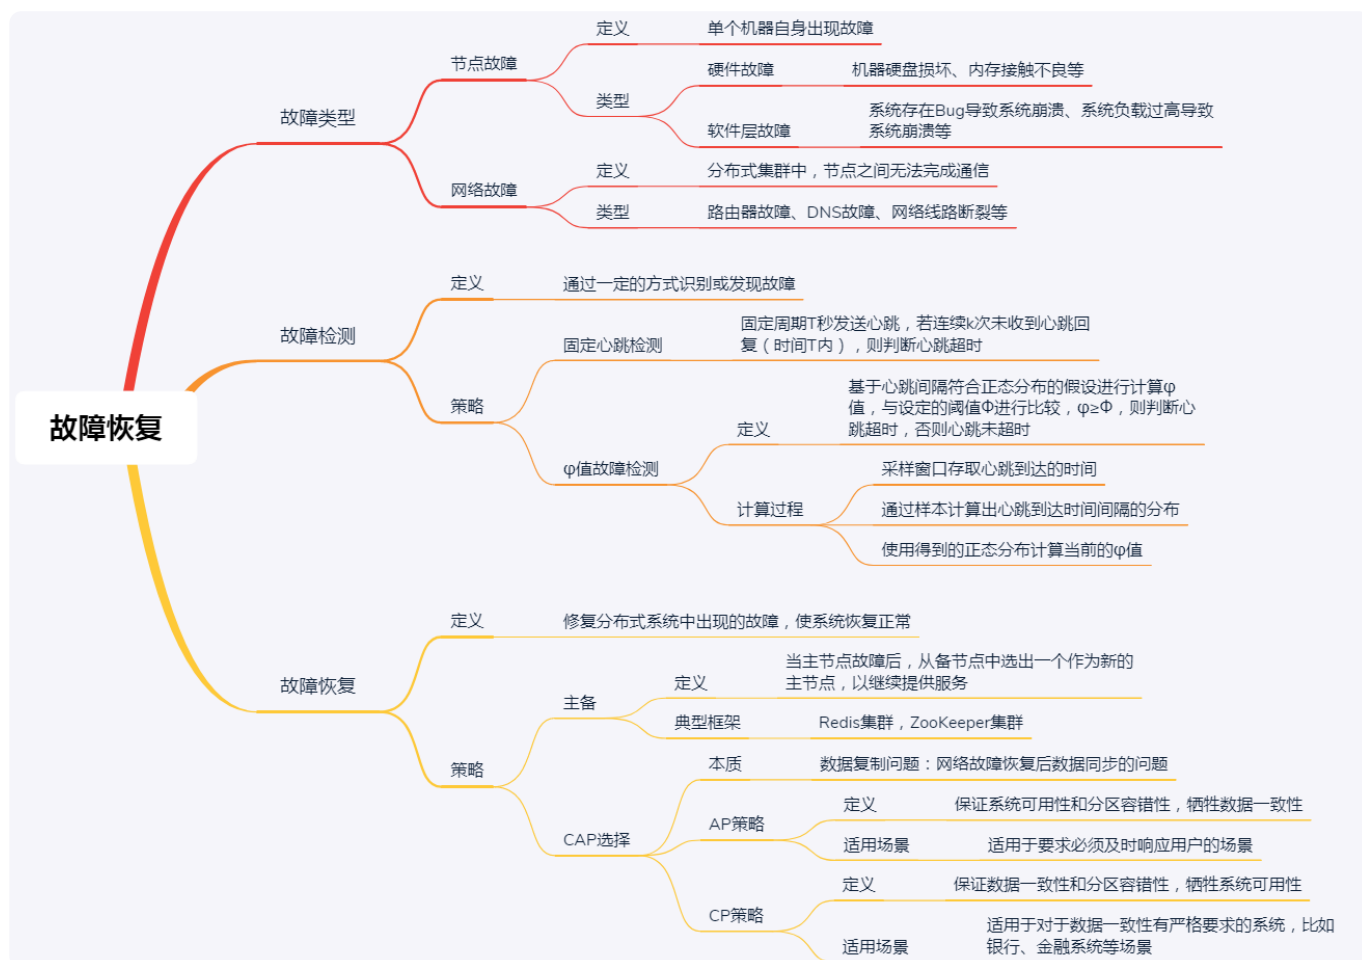 故障恢复
故障类型
节点故障
定义
单个机器自身出现故障
类型
硬件故障
机器硬盘损坏、内存接触不良等
软件层故障
系统存在Bug导致系统崩溃、系统负载过高导致
系统崩溃等
网络故障
定义
分布式集群中，节点之间无法完成通信
类型
路由器故障、DNS故障、网络线路断裂等
故障检测
定义
通过一定的方式识别或发现故障
策略
固定心跳检测
固定周期T秒发送心跳，若连续k次未收到心跳回
复（时间T内），则判断心跳超时
φ值故障检测
定义
基于心跳间隔符合正态分布的假设进行计算φ
值，与设定的阈值Φ进行比较，φ≥Φ，则判断心
跳超时，否则心跳未超时
计算过程
采样窗口存取心跳到达的时间
通过样本计算出心跳到达时间间隔的分布
使用得到的正态分布计算当前的φ值
故障恢复
定义
修复分布式系统中出现的故障，使系统恢复正常
策略
主备
定义
当主节点故障后，从备节点中选出一个作为新的
主节点，以继续提供服务
典型框架
Redis集群，ZooKeeper集群
CAP选择
本质
数据复制问题：网络故障恢复后数据同步的问题
AP策略
定义
保证系统可用性和分区容错性，牺牲数据一致性
适用场景
适用于要求必须及时响应用户的场景
CP策略
定义
保证数据一致性和分区容错性，牺牲系统可用性
适用场景
适用于对于数据一致性有严格要求的系统，比如
银行、金融系统等场景